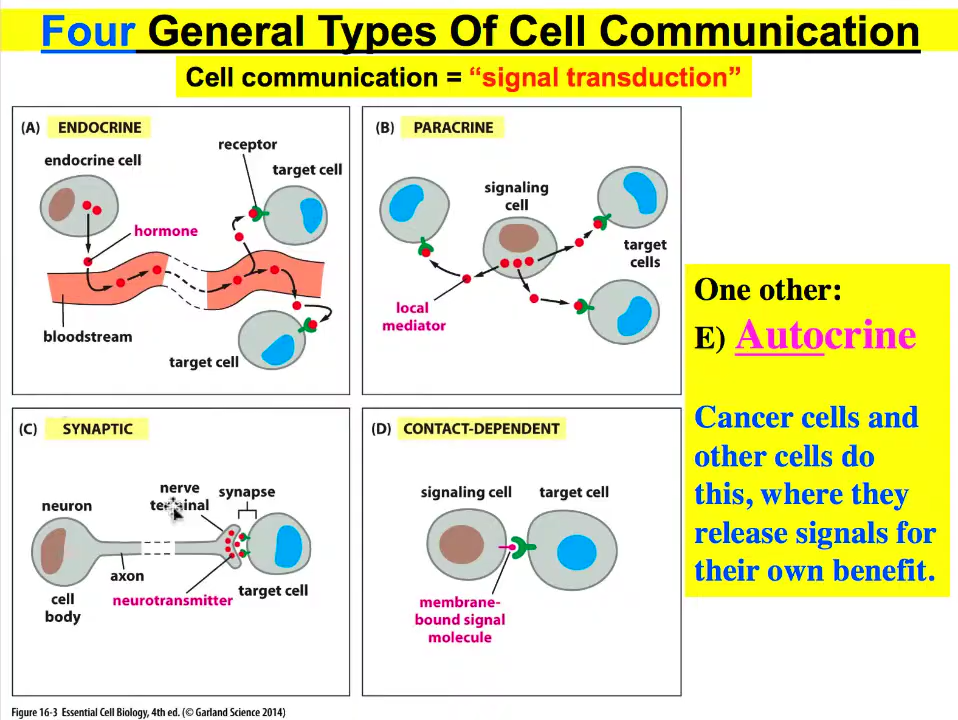 Four General Types Of Cell Communication
Cell communication = “signal transduction”
(A) ENDOCRINE
endocrine cell
receptor
target cell
hormone
bloodstream
target cell
(B) PARACRINE
signaling
cell
target
cells
local
mediator
One other:
E) Autocrine
Cancer cells and
other cells do
this, where they
release signals for
their own benefit.
(C) SYNAPTIC
neuron
nerve
terminal
synapse
axon
neurotransmitter
target cell
cell
body
(D) CONTACT-DEPENDENT
signaling cell
target cell
membrane-
bound signal
molecule
Figure 16-3 Essential Cell Biology, 4th ed. (© Garland Science 2014)